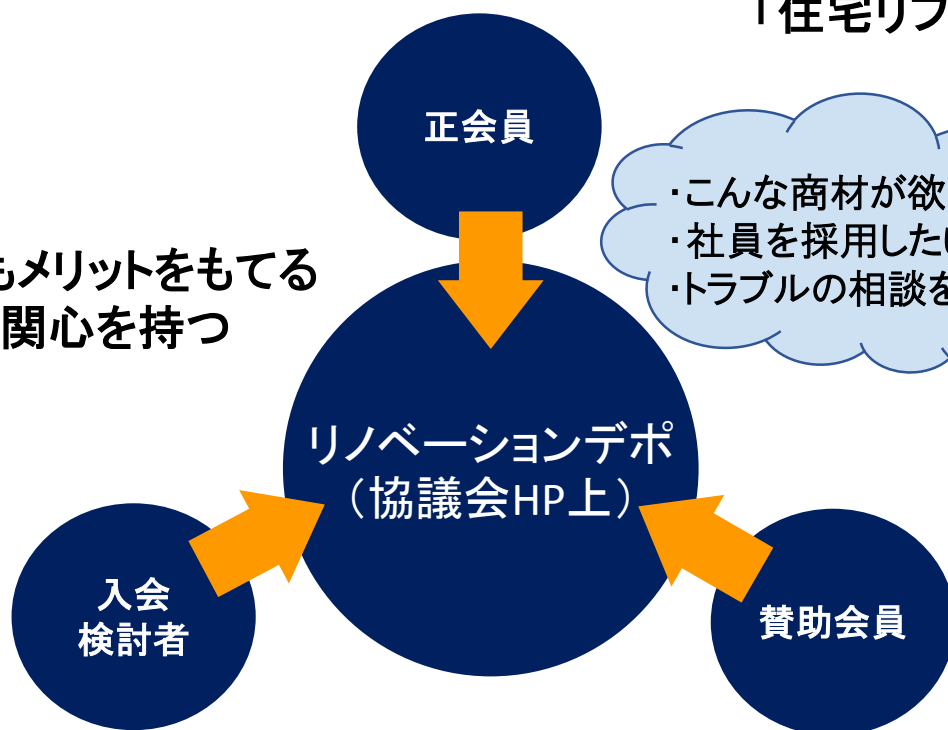 「住宅リフ
正会員
・こんな商材が欲
・社員を採用した
・トラブルの相談を
もメリットをもてる
関心を持つ
リノベーションデポ
（協議会HP上）
入会
検討者
賛助会員